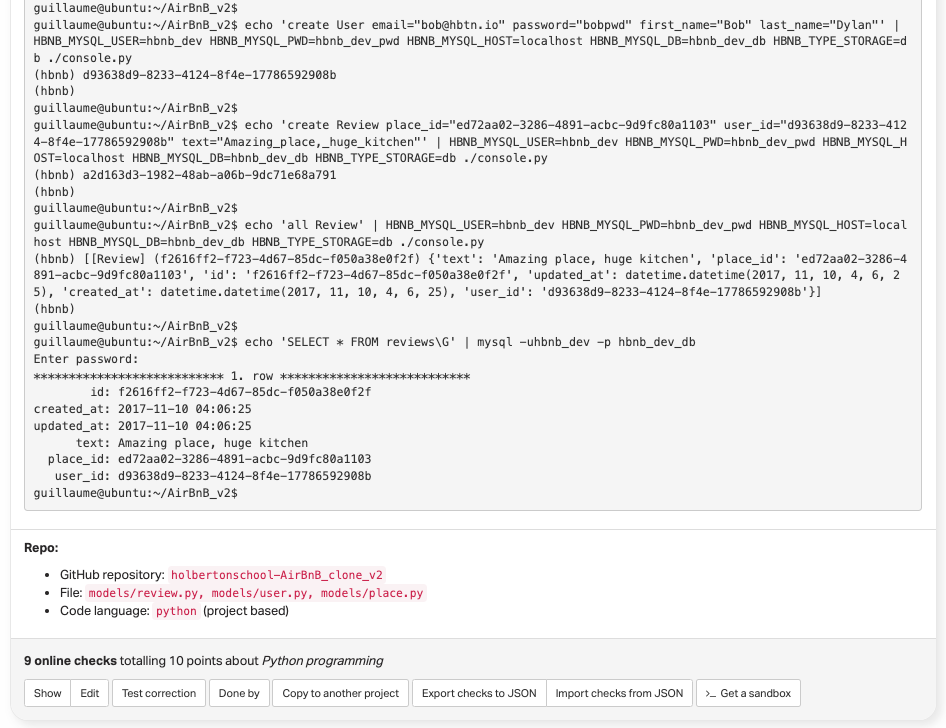 guillaume@ubuntu:~/AirBnB_v2$
guillaume@ubuntu:~/AirBnB_v2$ echo 'create User email="bob@hbtn.io" password="bobpwd" first_name="Bob" last_name="Dylan"' |
HBNB_MYSQL_USER=hbnb_dev HBNB_MYSQL_PWD=hbnb_dev_pwd HBNB_MYSQL_HOST=localhost HBNB_MYSQL_DB=hbnb_dev_db HBNB_TYPE_STORAGE=d
b ./console.py
(hbnb) d93638d9-8233-4124-8f4e-17786592908b
(hbnb)
guillaume@ubuntu:~/AirBnB_v2$
guillaume@ubuntu:~/AirBnB_v2$ echo 'create Review place_id="ed72aa02-3286-4891-acbc-9d9fc80a1103" user_id="d93638d9-8233-412
4-8f4e-17786592908b" text="Amazing_place,_huge_kitchen"' | HBNB_MYSQL_USER=hbnb_dev HBNB_MYSQL_PWD=hbnb_dev_pwd HBNB_MYSQL_H
OST=localhost HBNB_MYSQL_DB=hbnb_dev_db HBNB_TYPE_STORAGE=db ./console.py
(hbnb) a2d163d3-1982-48ab-a06b-9dc71e68a791
(hbnb)
guillaume@ubuntu:~/AirBnB_v2$
guillaume@ubuntu:~/AirBnB_v2$ echo 'all Review' | HBNB_MYSQL_USER=hbnb_dev HBNB_MYSQL_PWD=hbnb_dev_pwd HBNB_MYSQL_HOST=local
host HBNB_MYSQL_DB=hbnb_dev_db HBNB_TYPE_STORAGE=db ./console.py
(hbnb) [[Review] (f2616ff2-f723-4d67-85dc-f050a38e0f2f) {'text': 'Amazing place, huge kitchen', 'place_id': 'ed72aa02-3286-4
891-acbc-9d9fc80a1103', 'id': 'f2616ff2-f723-4d67-85dc-f050a38e0f2f', 'updated_at': datetime.datetime(2017, 11, 10, 4, 6, 2
5), 'created_at': datetime.datetime(2017, 11, 10, 4, 6, 25), 'user_id': 'd93638d9-8233-4124-8f4e-17786592908b'}]
(hbnb)
guillaume@ubuntu:~/AirBnB_v2$
guillaume@ubuntu:~/AirBnB_v2$ echo 'SELECT * FROM reviews\G' | mysql -uhbnb_dev -p hbnb_dev_db
Enter password:
*************************** 1. row ***************************
id: f2616ff2-f723-4d67-85dc-f050a38e0f2f
created_at: 2017-11-10 04:06:25
updated_at: 2017-11-10 04:06:25
text: Amazing place, huge kitchen
place_id: ed72aa02-3286-4891-acbc-9d9fc80a1103
user_id: d93638d9-8233-4124-8f4e-17786592908b
guillaume@ubuntu:~/AirBnB_v2$
Repo:
• GitHub repository: holbertonschool-AirBnB_clone_v2
• File: models/review.py, models/user.py, models/place.py
• Code language: python (project based)
9 online checks totalling 10 points about Python programming
Show Edit Test correction Done by Copy to another project Export checks to JSON Import checks from JSON >_ Get a sandbox